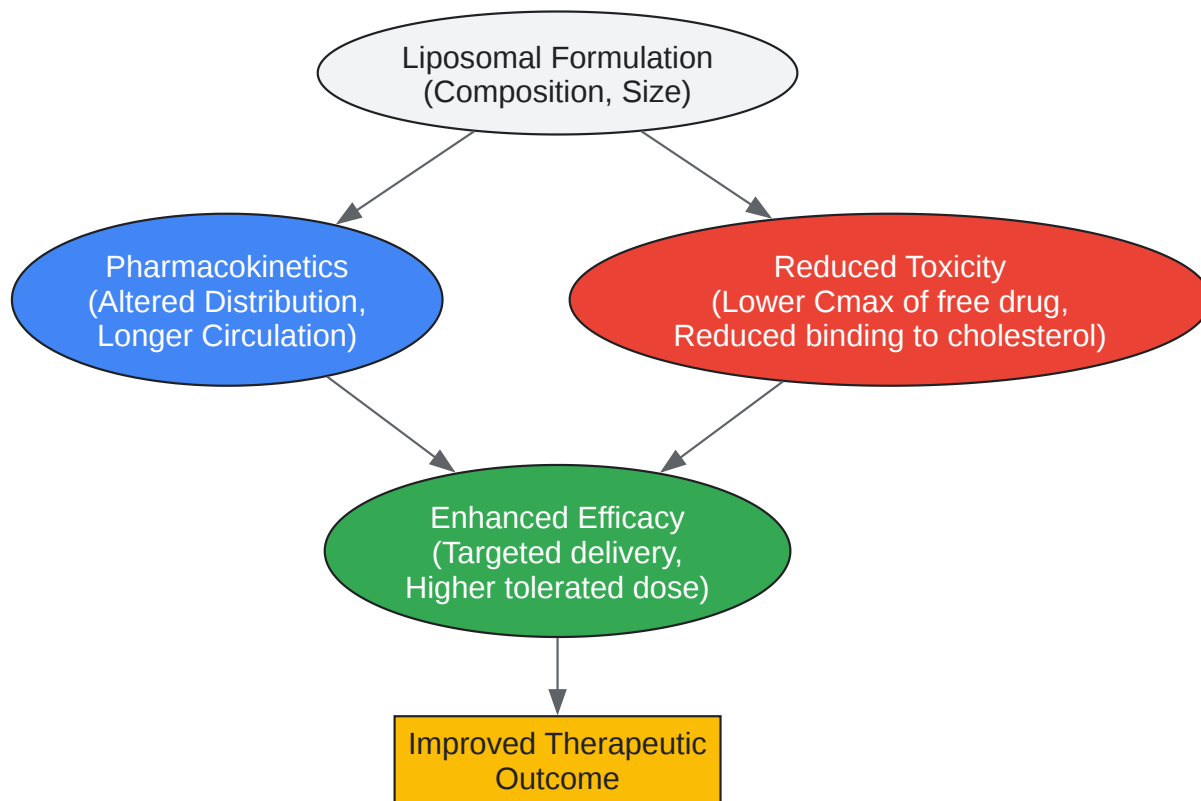 Liposomal Formulation
(Composition, Size)
Pharmacokinetics
(Altered Distribution,
Longer Circulation)
Reduced Toxicity
(Lower Cmax of free drug,
Reduced binding to cholesterol)
Enhanced Efficacy
(Targeted delivery,
Higher tolerated dose)
Improved Therapeutic
Outcome